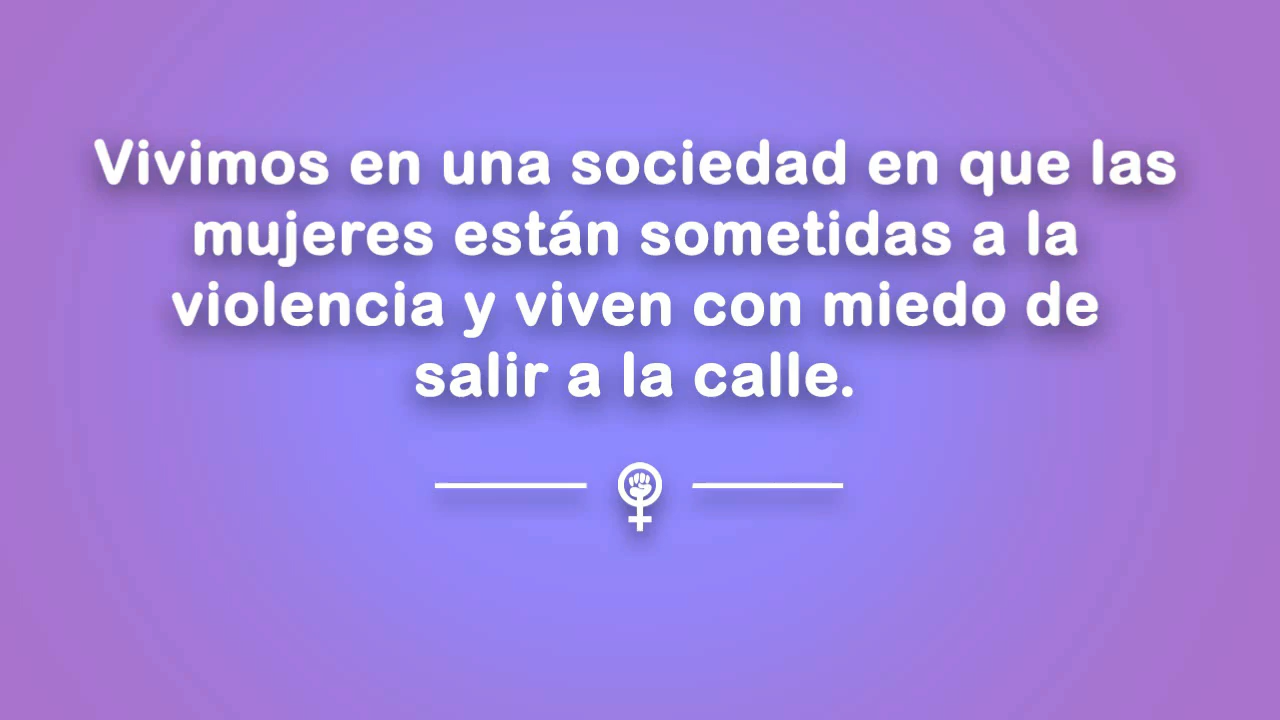 Vivimos en una sociedad en que las
mujeres están sometidas a la
violencia y viven con miedo de
salir a la calle.